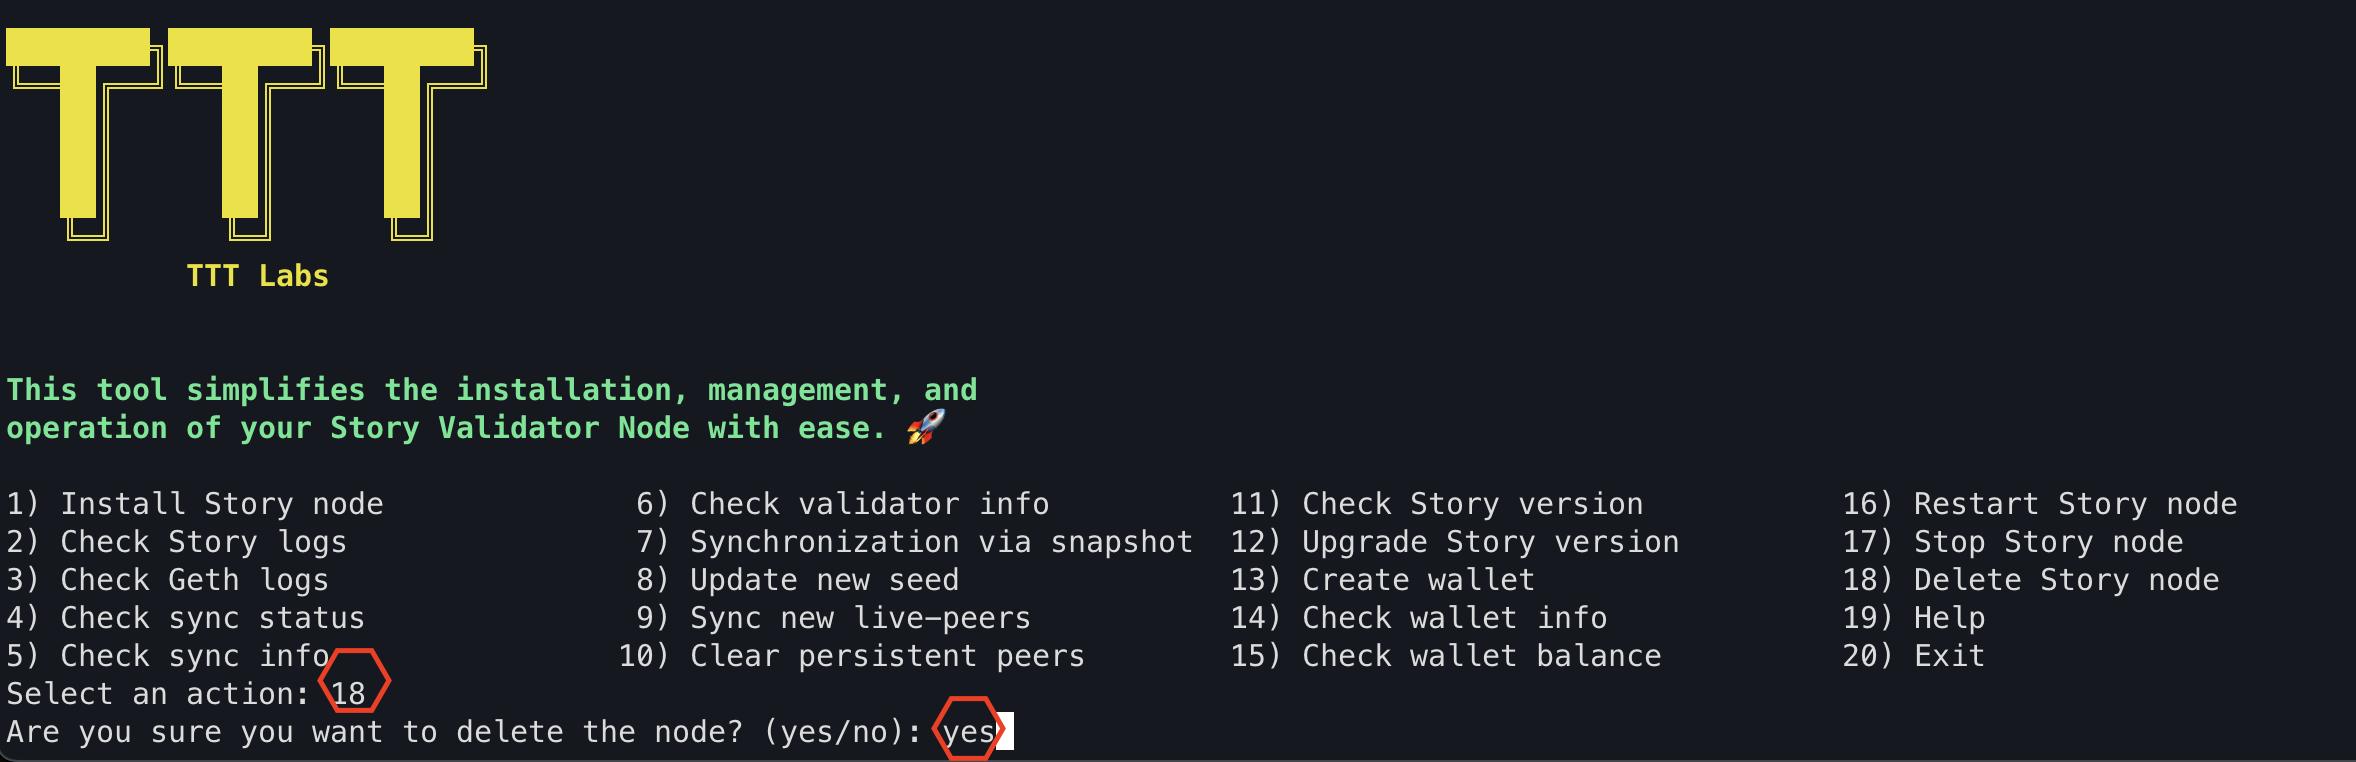 TTT
TTT Labs
This tool simplifies the installation, management, and
operation of your Story Validator Node with ease. 🚀
1) Install Story node 6) Check validator info 11) Check Story version 16) Restart Story node
2) Check Story logs 7) Synchronization via snapshot 12) Upgrade Story version 17) Stop Story node
3) Check Geth logs 8) Update new seed 13) Create wallet 18) Delete Story node
4) Check sync status 9) Sync new live-peers 14) Check wallet info 19) Help
5) Check sync info 10) Clear persistent peers 15) Check wallet balance 20) Exit
Select an action: 18
Are you sure you want to delete the node? (yes/no): yes